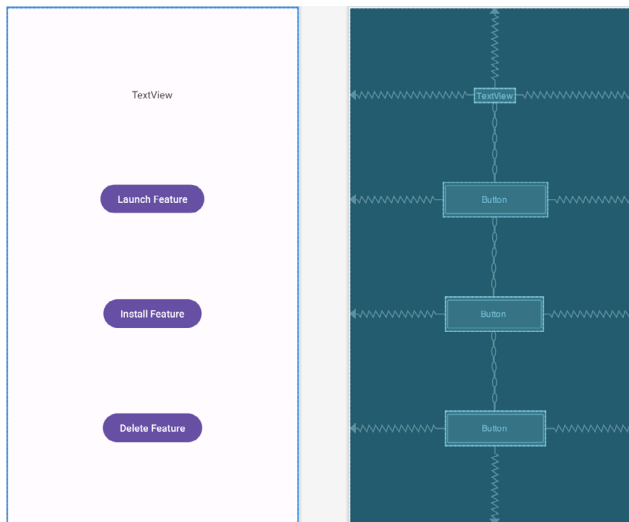 TextView
Launch Feature
Install Feature
Delete Feature
TextView
Button
Button
Button